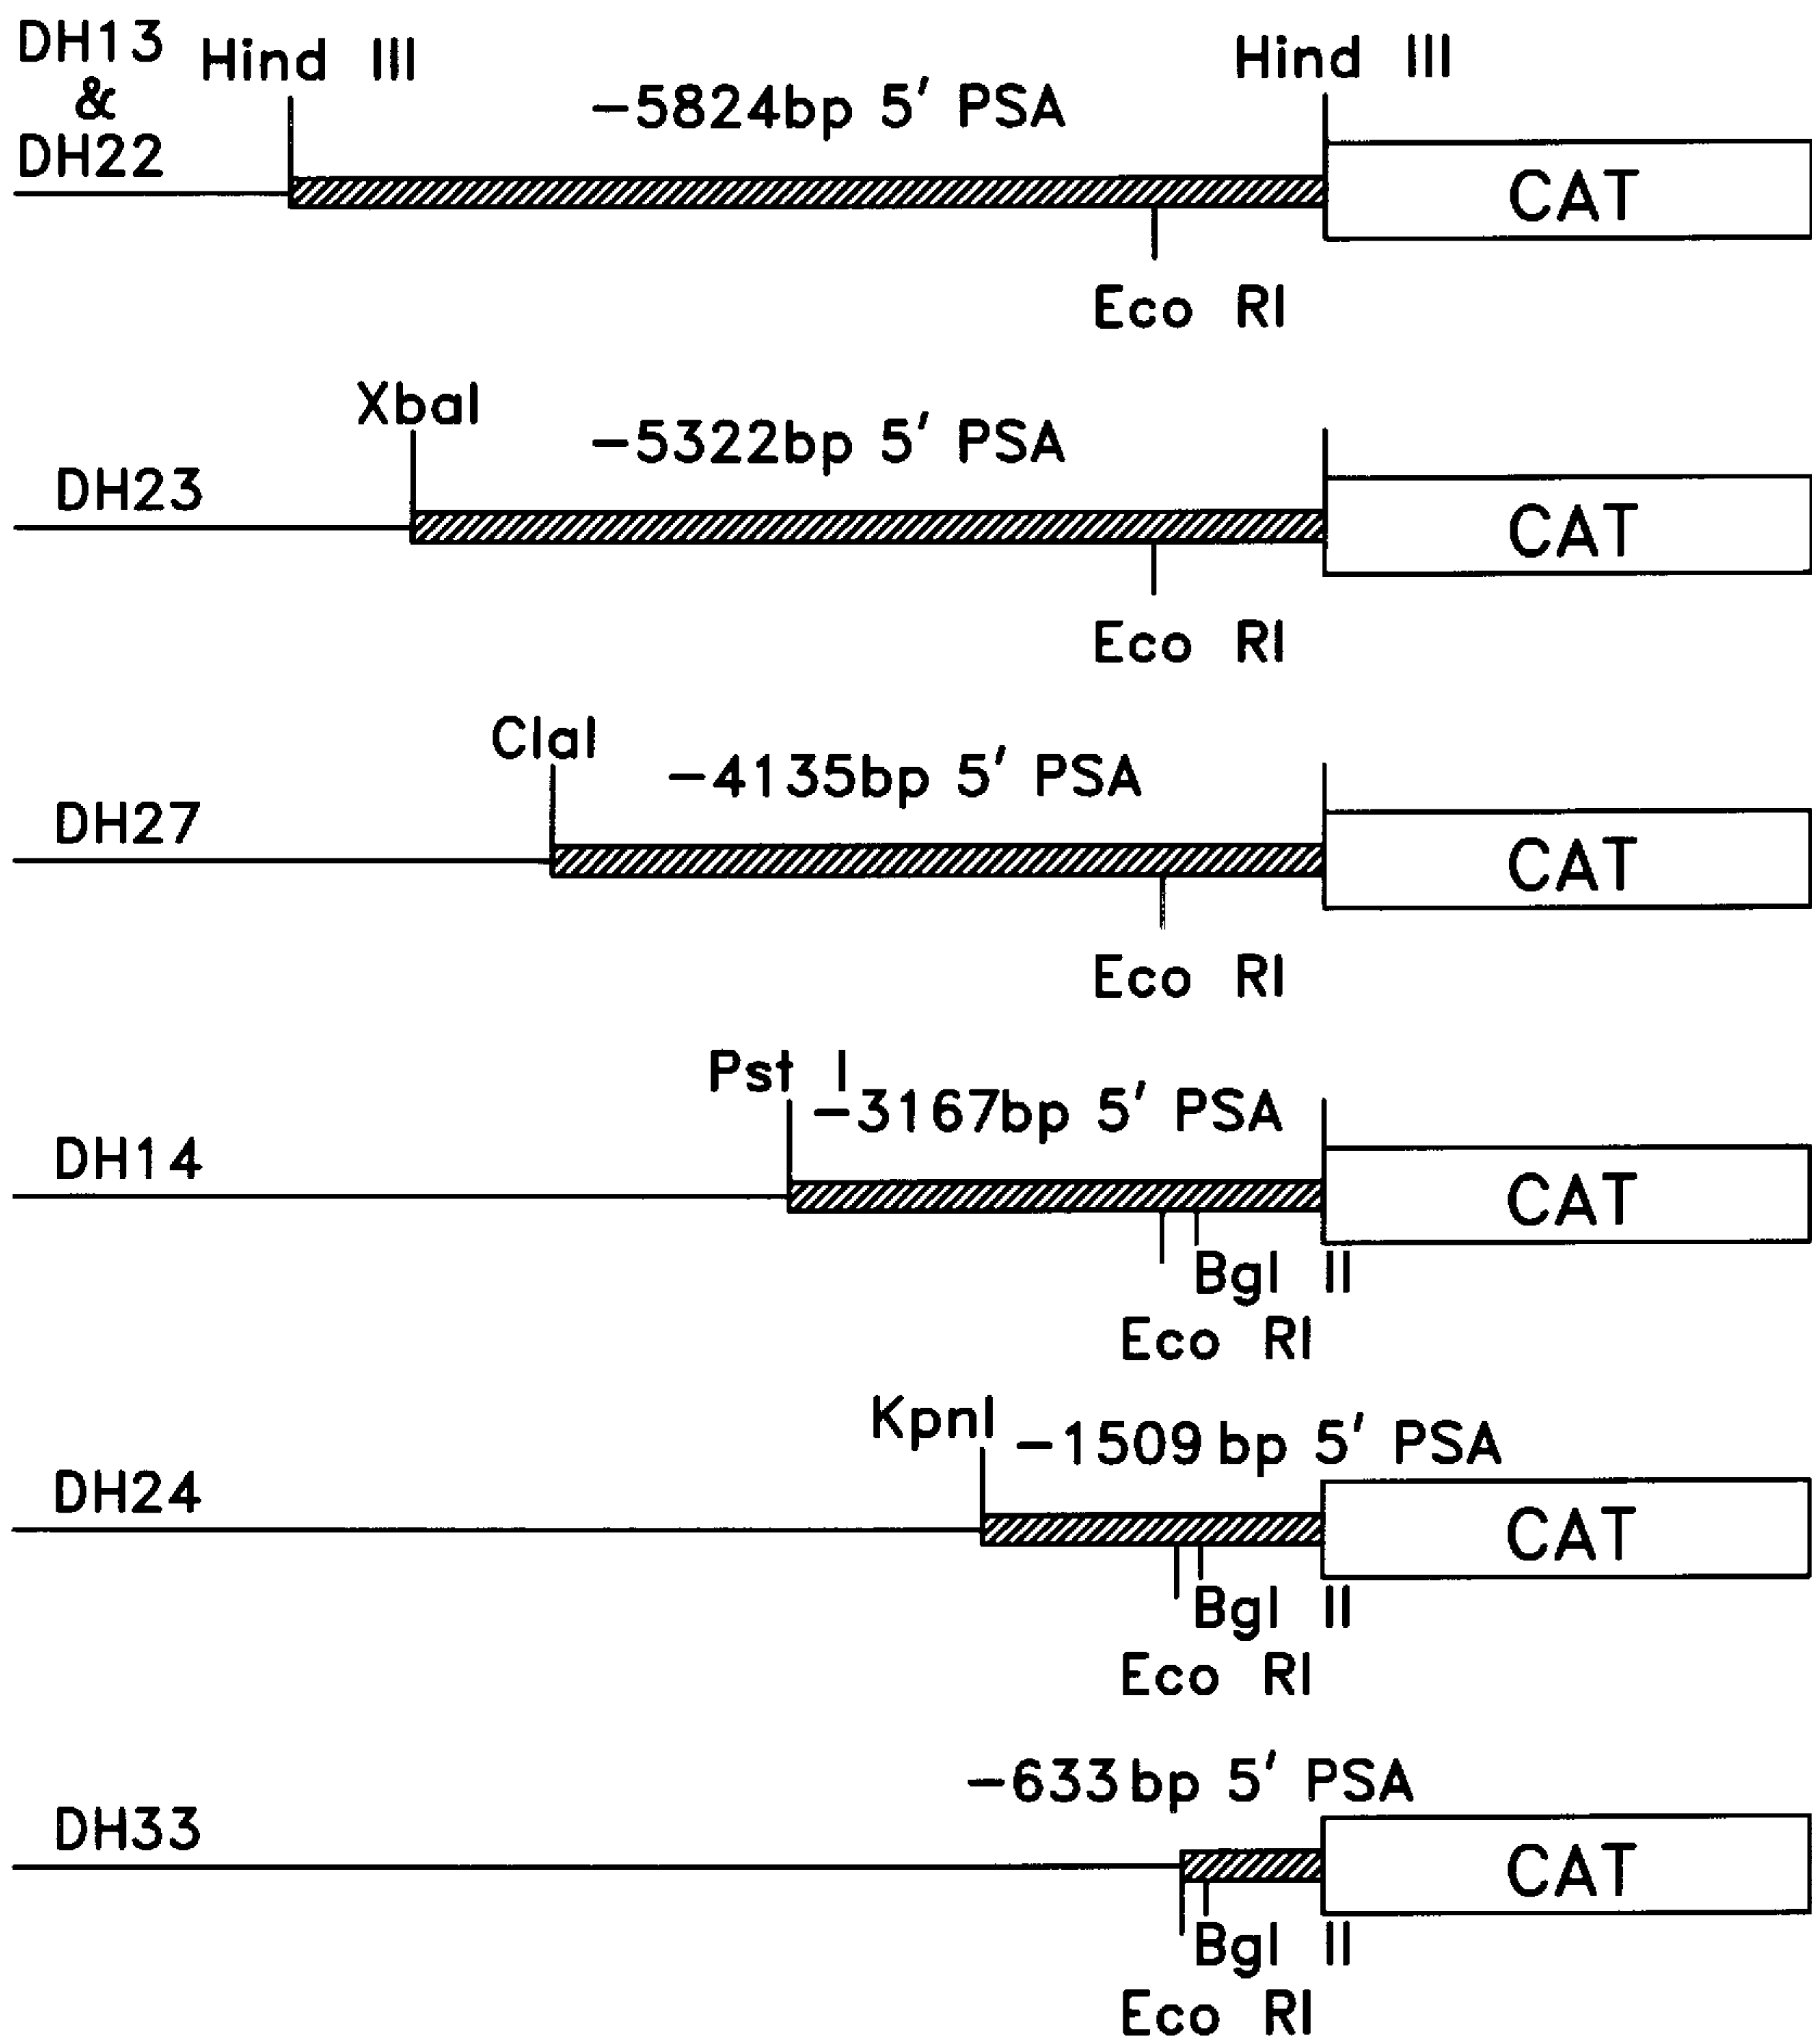 DH13
&
DH22
Hind III
-5824bp 5' PSA
Hind III
CAT
Eco RI
XbaI
-5322bp 5' PSA
DH23
CAT
Eco RI
ClaI
-4135bp 5' PSA
DH27
CAT
Eco RI
Pst I
-3167bp 5' PSA
DH14
CAT
Bgl II
Eco RI
KpnI
-1509 bp 5' PSA
DH24
CAT
Bgl II
Eco RI
-633 bp 5' PSA
DH33
CAT
Bgl II
Eco RI